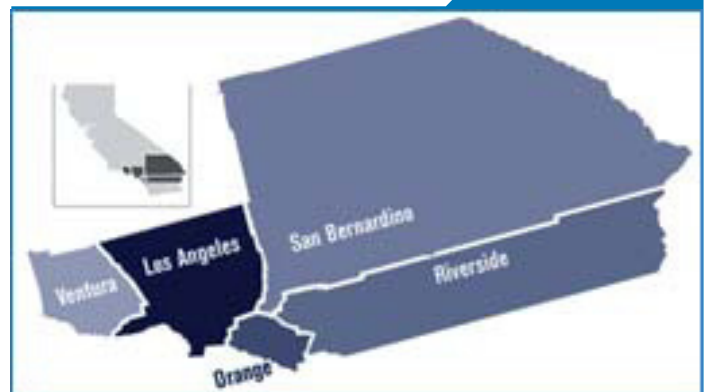 San Bernardino
Los Angeles
Riverside
Ventura
Orange